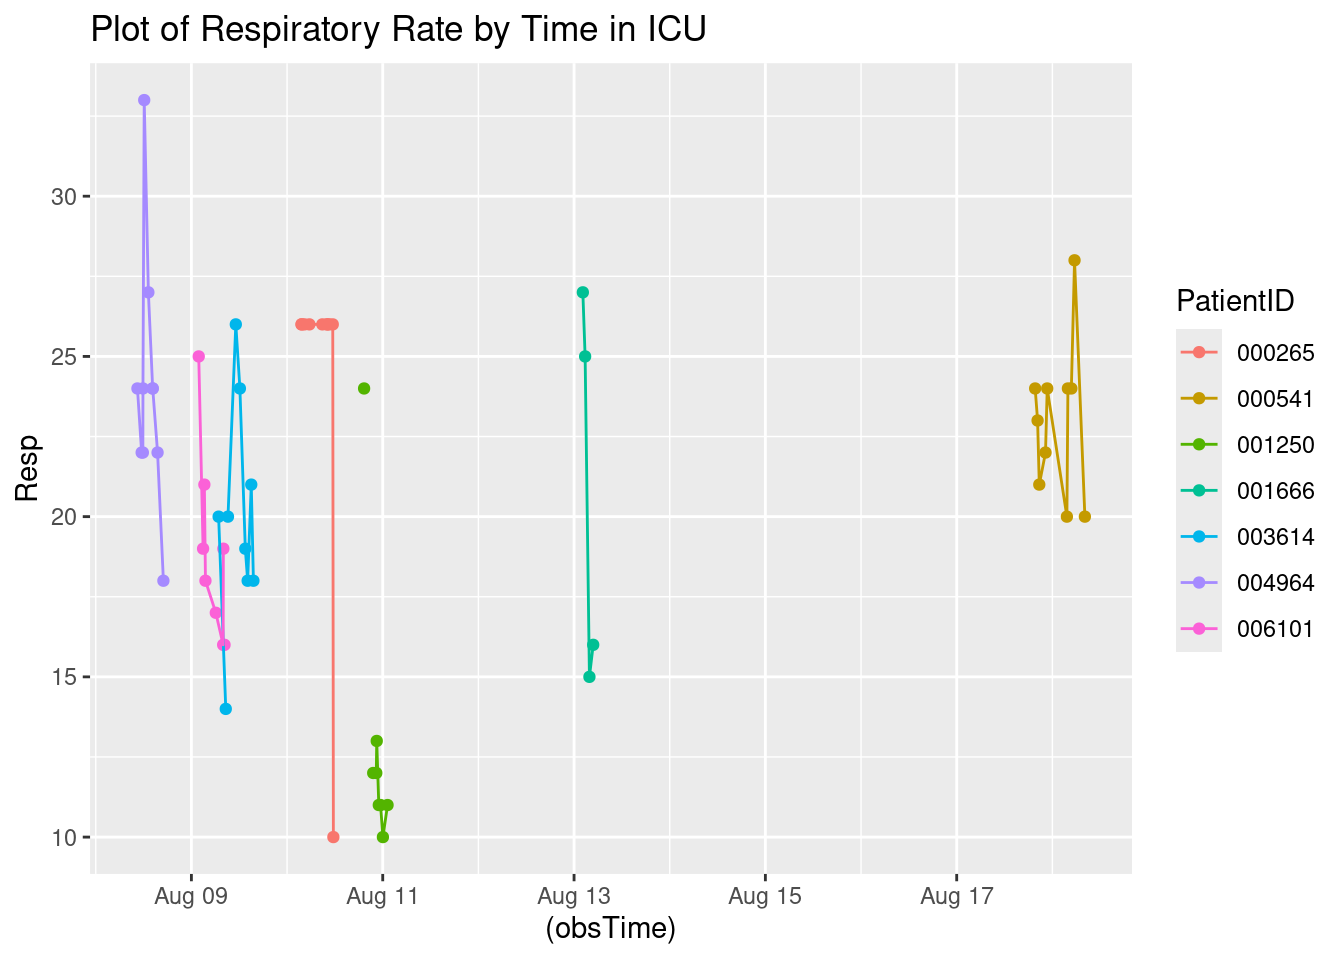 Plot of Respiratory Rate by Time in ICU
Resp
30
25
20
15
10
Aug 09 Aug 11 Aug 13 Aug 15 Aug 17
(obsTime)
PatientID
000265
000541
001250
001666
003614
004964
006101